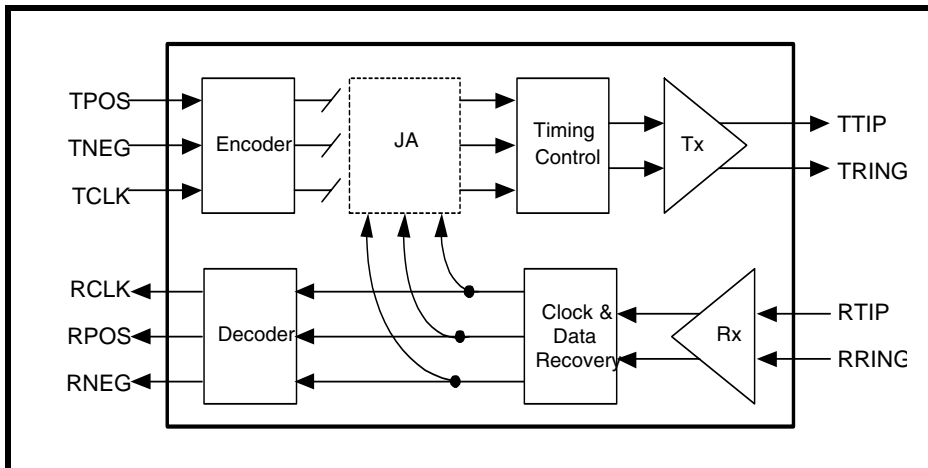 TPOS
TNEG
TCLK
Encoder
JA
Timing
Control
Tx
TTIP
TRING
RCLK
RPOS
RNEG
Decoder
Clock &
Data
Recovery
Rx
RTIP
RRING